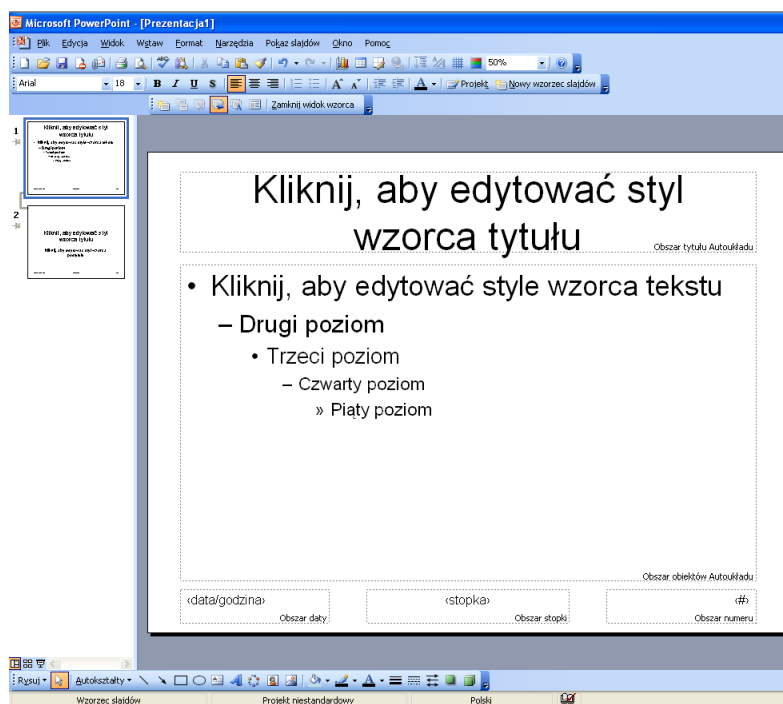 Microsoft PowerPoint - [Prezentacja1]
Plik Edycja Widok Wstaw Format Narzędzia Pokaz slajdów Okno Pomoc
50%
Arial 18 B I U S A A A Projekt Nowy wzorzec slajdów
Zamknij widok wzorca
1
Kliknij, aby edytować styl
wzorca tytułu
2
Kliknij, aby edytować styl
wzorca tytułu
Kliknij, aby edytować styl
wzorca tytułu
Obszar tytułu Autoukładu
• Kliknij, aby edytować style wzorca tekstu
– Drugi poziom
• Trzeci poziom
– Czwarty poziom
» Piąty poziom
Obszar obiektów Autoukładu
‹data/godzina›
Obszar daty
‹stopka›
Obszar stopki
‹#›
Obszar numeru
Rysuj Autokształty A A
Wzorzec slajdów Projekt niestandardowy Polski